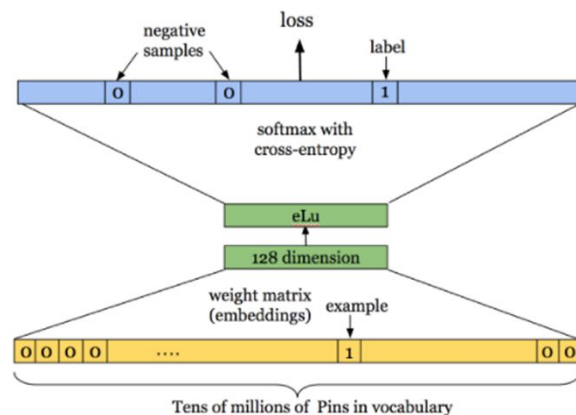 loss
negative
samples
label
0 0 1
softmax with
cross-entropy
eLu
128 dimension
weight matrix
(embeddings)
example
0 0 0 0 .... 1 0 0
Tens of millions of Pins in vocabulary